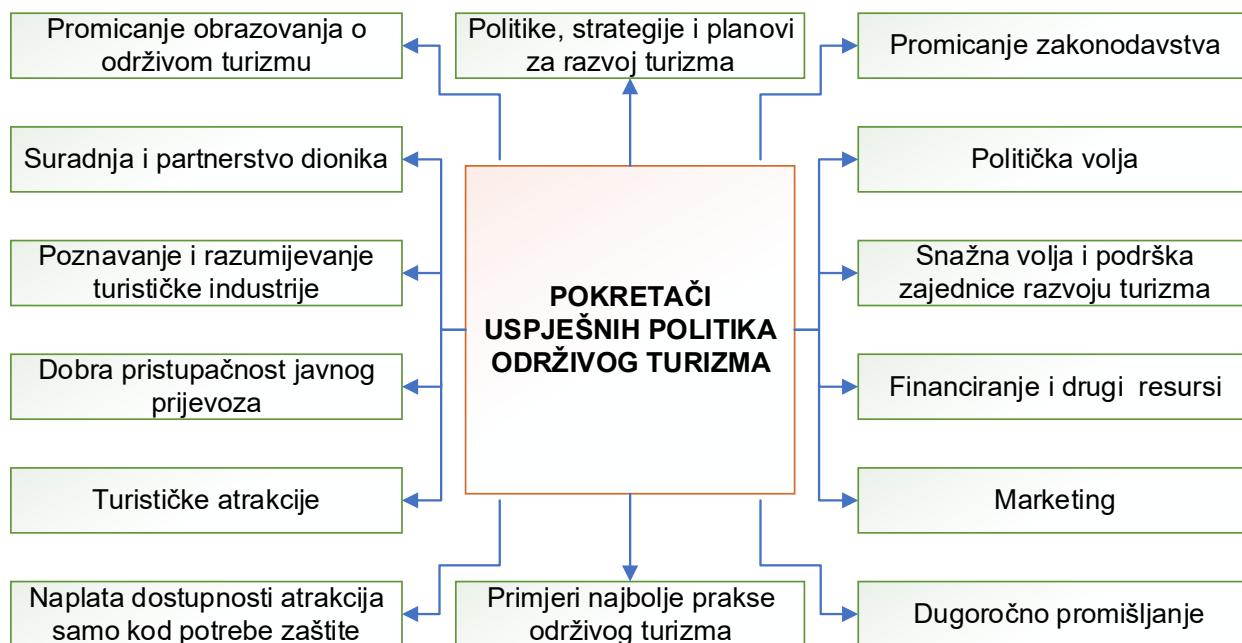 Promicanje obrazovanja o
održivom turizmu
Politike, strategije i planovi
za razvoj turizma
Promicanje zakonodavstva
Suradnja i partnerstvo dionika
Politička volja
Poznavanje i razumijevanje
turističke industrije
Snažna volja i podrška
zajednice razvoju turizma
POKRETAČI
USPJEŠNIH POLITIKA
ODRŽIVOG TURIZMA
Dobra pristupačnost javnog
prijevoza
Financiranje i drugi  resursi
Turističke atrakcije
Marketing
Naplata dostupnosti atrakcija
samo kod potrebe zaštite
Primjeri najbolje prakse
održivog turizma
Dugoročno promišljanje